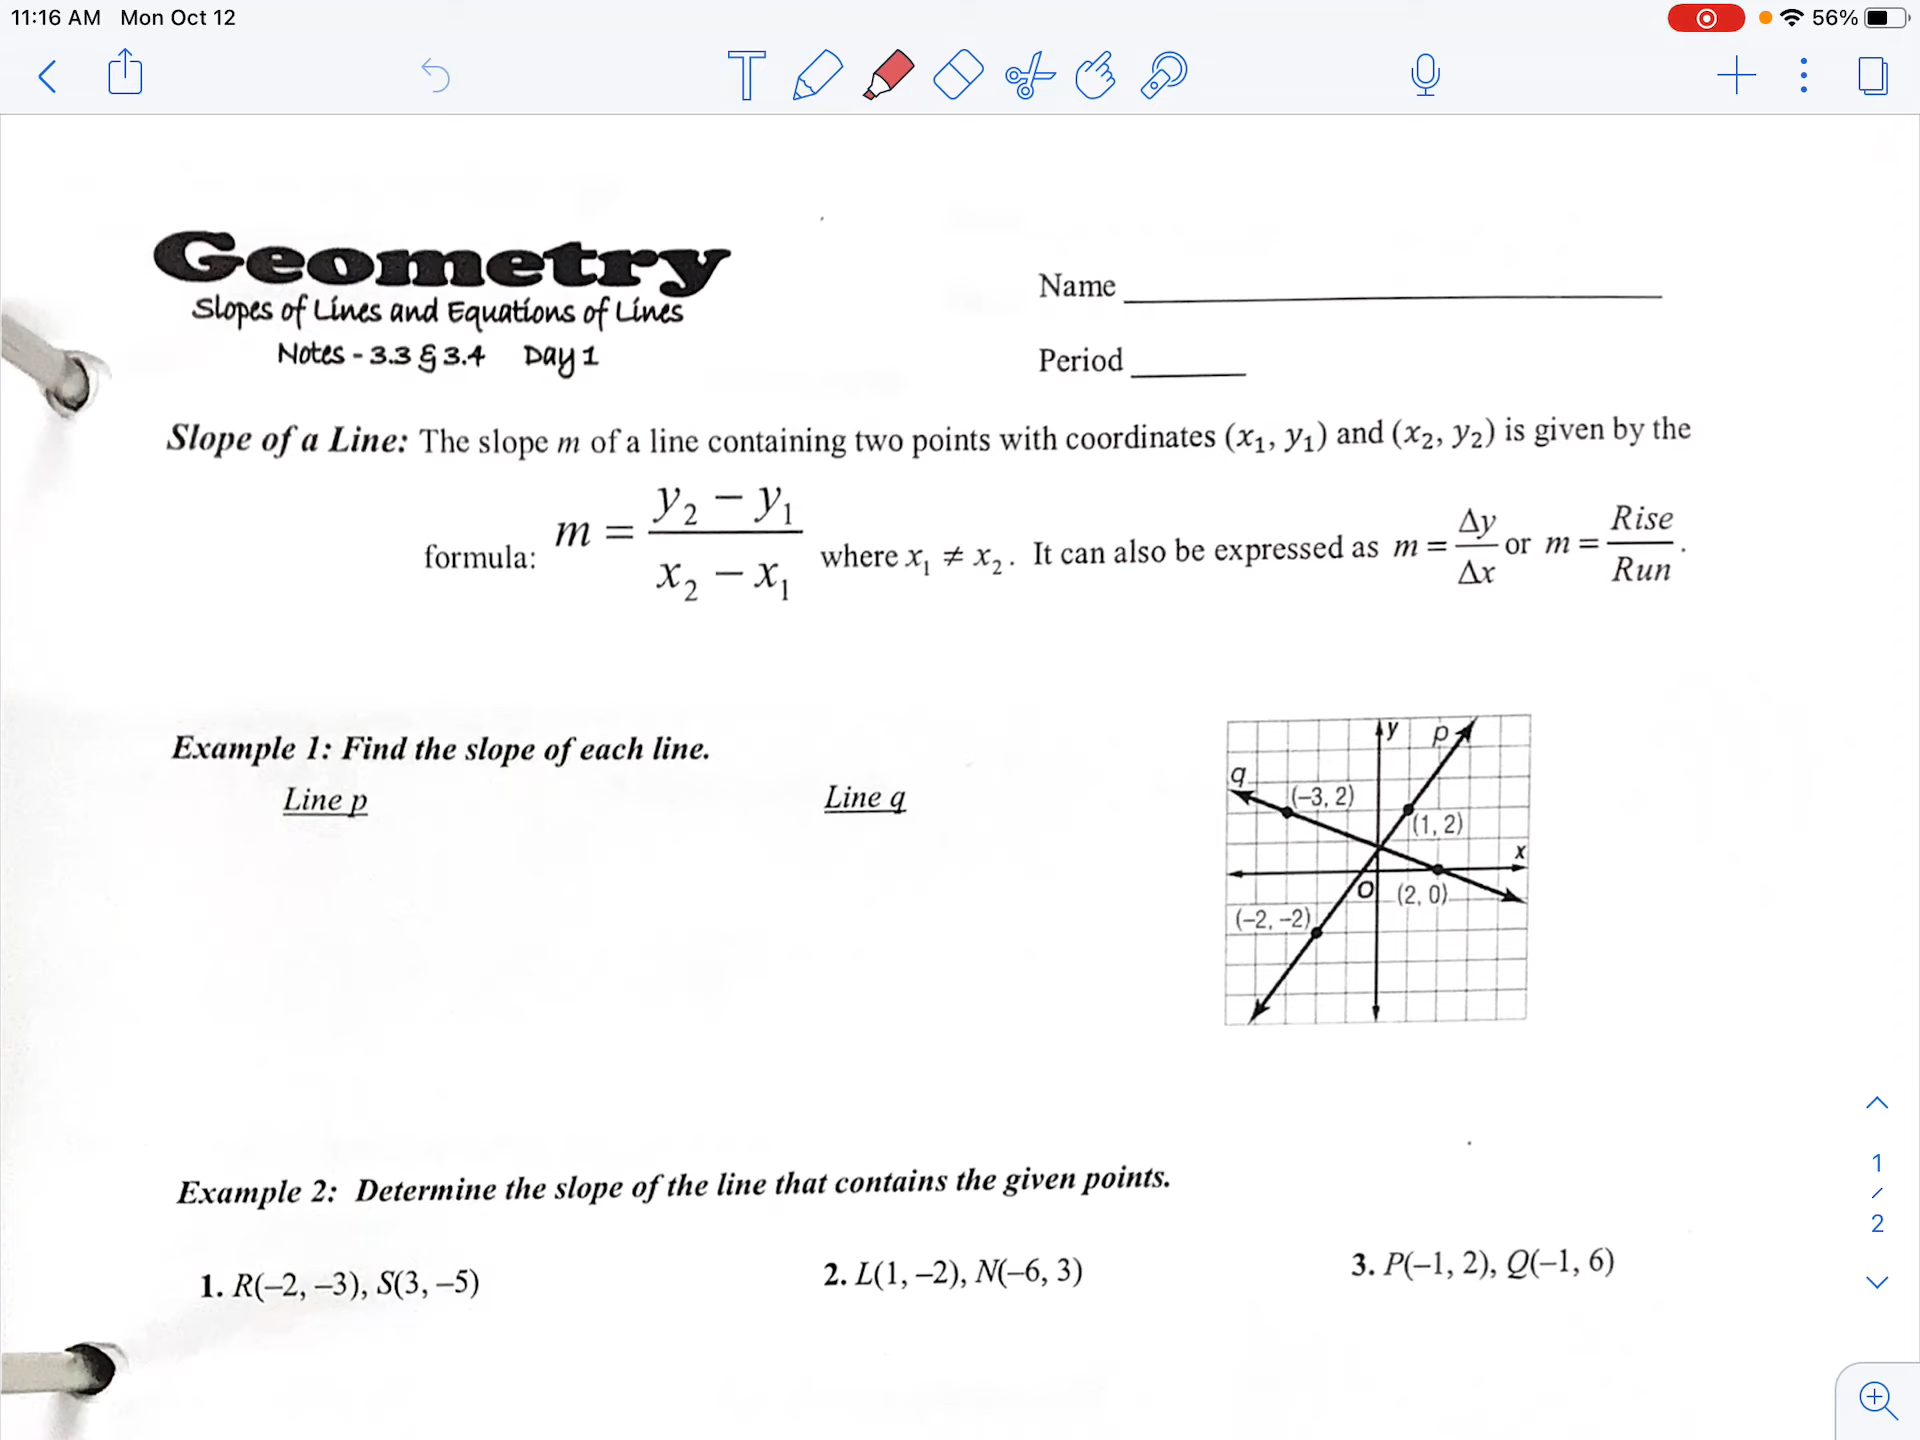 11:16 AM Mon Oct 12
56%
T
Geometry
Slopes of Lines and Equations of Lines
Notes - 3.3 & 3.4 Day 1
Name
Period
Slope of a Line: The slope m of a line containing two points with coordinates (x₁, y₁) and (x₂, y₂) is given by the
formula: m = (y₂ − y₁)/(x₂ − x₁) where x₁ ≠ x₂. It can also be expressed as m = Δy/Δx or m = Rise/Run.
Example 1: Find the slope of each line.
Line p
Line q
y
p
q
(−3, 2)
(1, 2)
x
O
(2, 0)
(−2, −2)
Example 2: Determine the slope of the line that contains the given points.
1. R(−2, −3), S(3, −5)
2. L(1, −2), N(−6, 3)
3. P(−1, 2), Q(−1, 6)
1
/
2